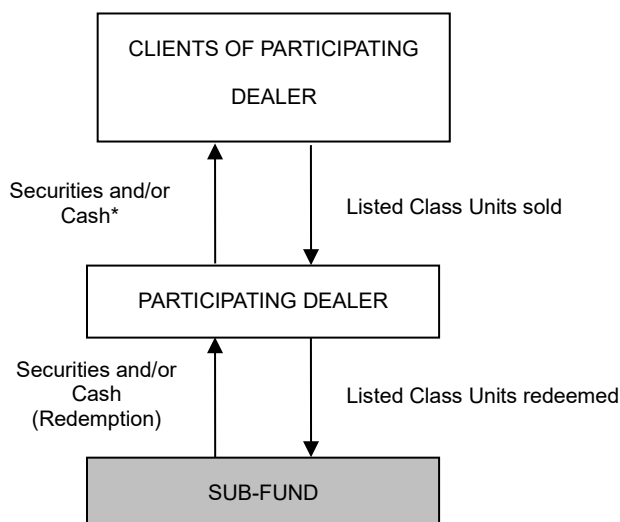 CLIENTS OF PARTICIPATING
DEALER
Securities and/or
Cash*
Listed Class Units sold
PARTICIPATING DEALER
Securities and/or
Cash
(Redemption)
Listed Class Units redeemed
SUB-FUND